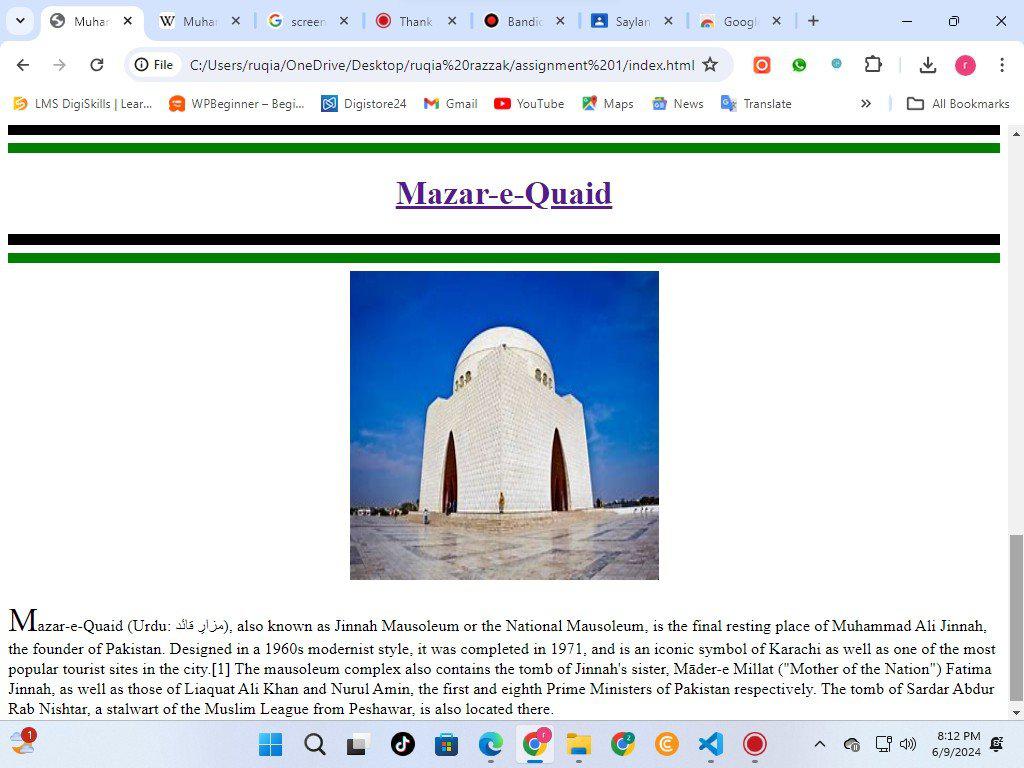 Muhar
Muhar
screen
Thank
Bandic
Saylan
Google
File C:/Users/ruqia/OneDrive/Desktop/ruqia%20razzak/assignment%201/index.html
r
LMS DigiSkills | Lear... WPBeginner – Begi... Digistore24 Gmail YouTube Maps News Translate » All Bookmarks
Mazar-e-Quaid
Mazar-e-Quaid (Urdu: مزارِ قائد), also known as Jinnah Mausoleum or the National Mausoleum, is the final resting place of Muhammad Ali Jinnah,
the founder of Pakistan. Designed in a 1960s modernist style, it was completed in 1971, and is an iconic symbol of Karachi as well as one of the most
popular tourist sites in the city.[1] The mausoleum complex also contains the tomb of Jinnah's sister, Māder-e Millat ("Mother of the Nation") Fatima
Jinnah, as well as those of Liaquat Ali Khan and Nurul Amin, the first and eighth Prime Ministers of Pakistan respectively. The tomb of Sardar Abdur
Rab Nishtar, a stalwart of the Muslim League from Peshawar, is also located there.
1
8:12 PM
6/9/2024